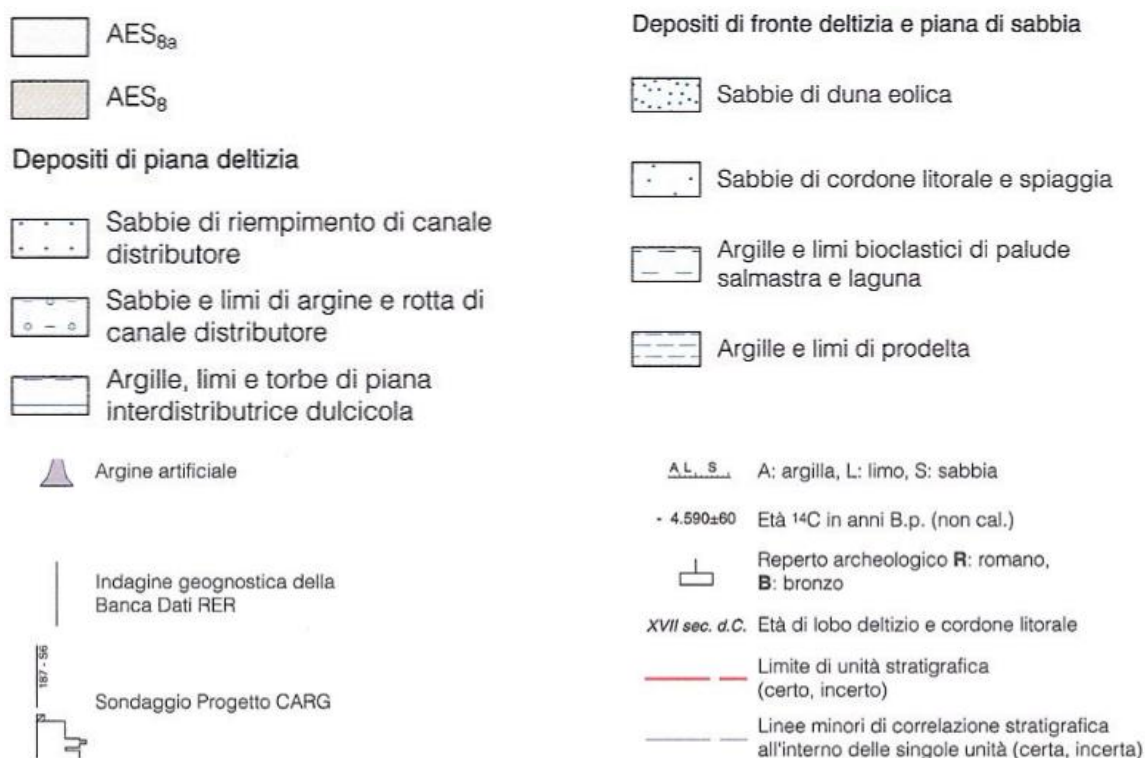 AES8a
AES8
Depositi di piana deltizia
Sabbie di riempimento di canale
distributore
Sabbie e limi di argine e rotta di
canale distributore
Argille, limi e torbe di piana
interdistributrice dulcicola
Argine artificiale
Indagine geognostica della
Banca Dati RER
187 - S6
Sondaggio Progetto CARG
Depositi di fronte deltizia e piana di sabbia
Sabbie di duna eolica
Sabbie di cordone litorale e spiaggia
Argille e limi bioclastici di palude
salmastra e laguna
Argille e limi di prodelta
A L S
A: argilla, L: limo, S: sabbia
- 4.590±60 Età 14C in anni B.p. (non cal.)
Reperto archeologico R: romano,
B: bronzo
XVII sec. d.C. Età di lobo deltizio e cordone litorale
Limite di unità stratigrafica
(certo, incerto)
Linee minori di correlazione stratigrafica
all'interno delle singole unità (certa, incerta)